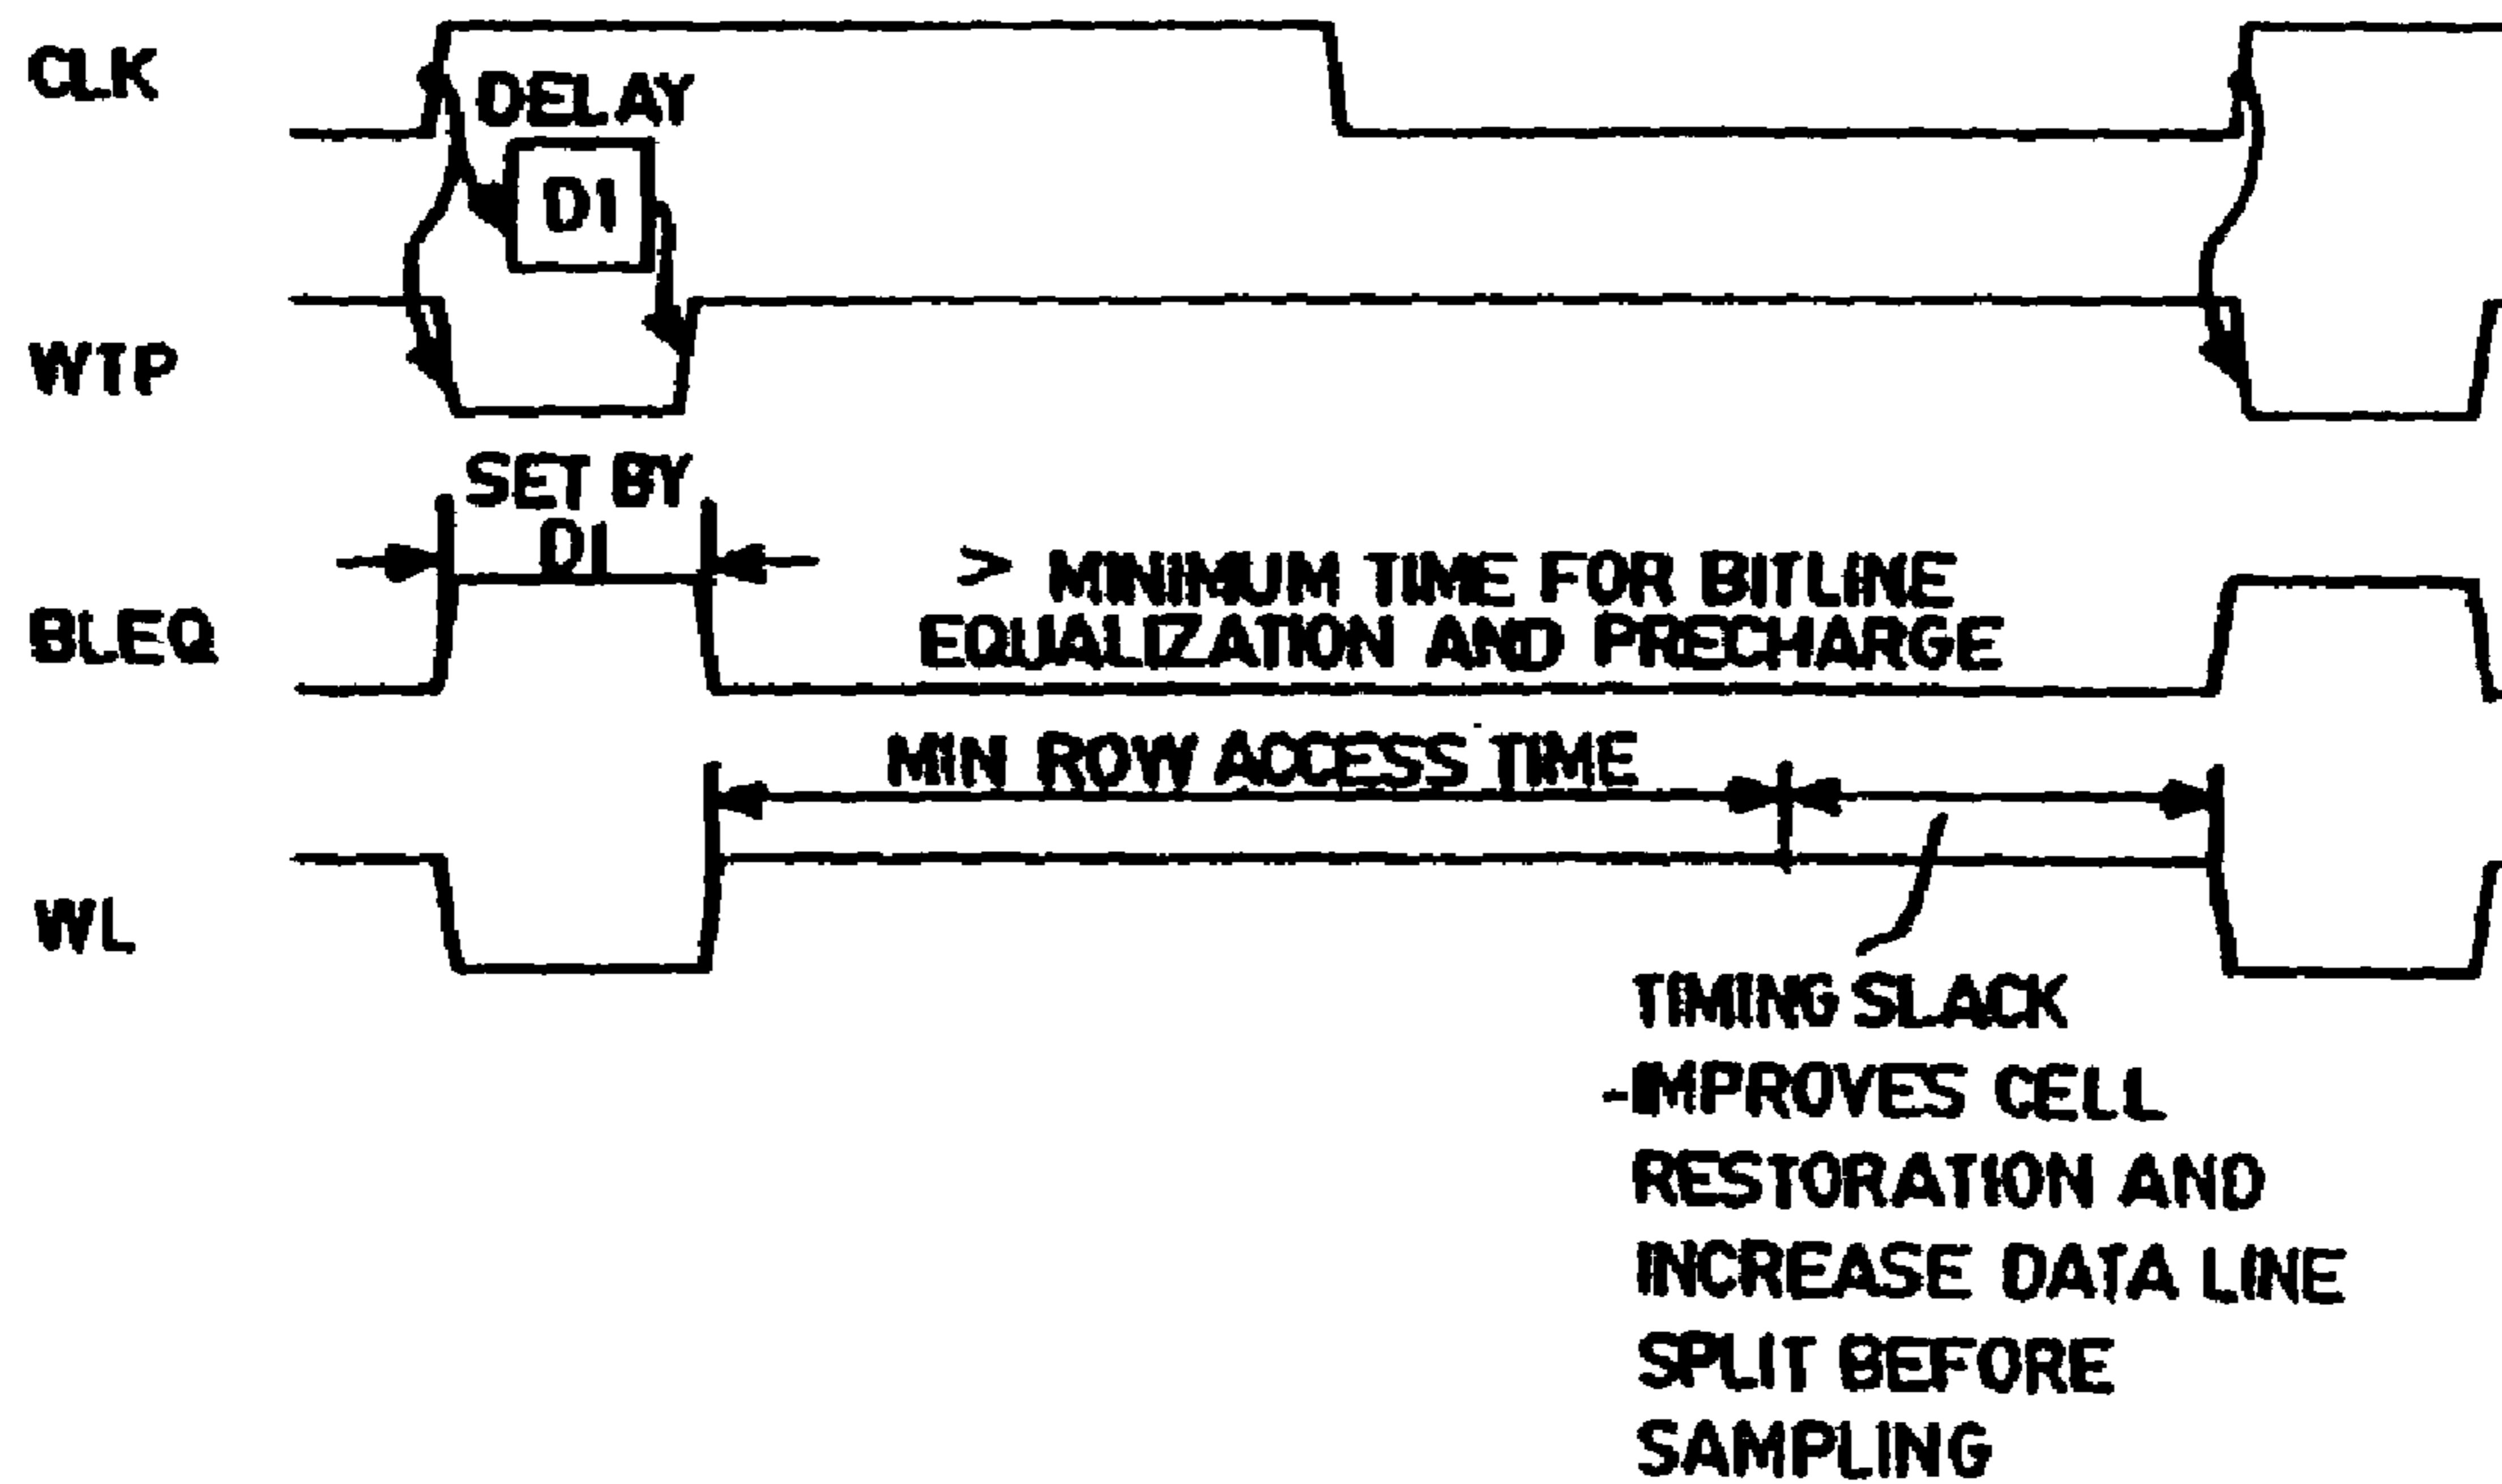 CLK
DELAY
D1
WTP
SET BY
D1
> MINIMUM TIME FOR BITLINE
EQUALIZATION AND PRECHARGE
BLEQ
MIN ROW ACCESS TIME
WL
TIMING SLACK
-IMPROVES CELL
RESTORATION AND
INCREASE DATA LINE
SPLIT BEFORE
SAMPLING